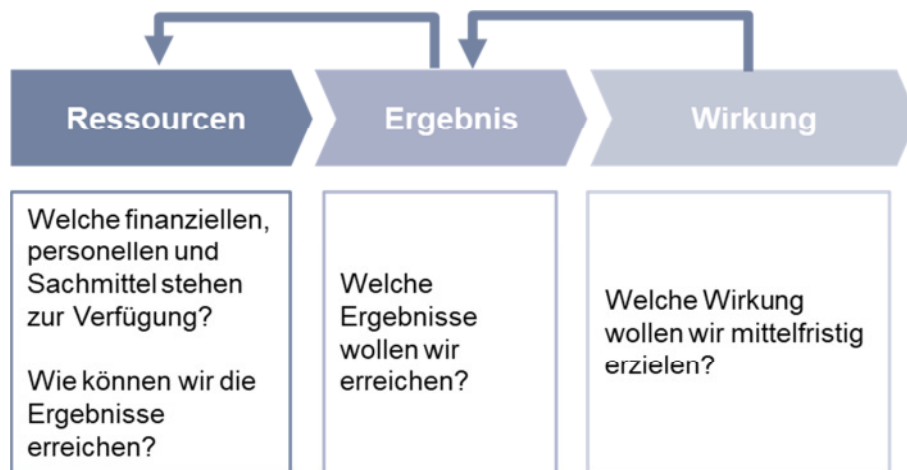 Ressourcen
Ergebnis
Wirkung
Welche finanziellen,
personellen und
Sachmittel stehen
zur Verfügung?
Wie können wir die
Ergebnisse
erreichen?
Welche
Ergebnisse
wollen wir
erreichen?
Welche Wirkung
wollen wir mittelfristig
erzielen?